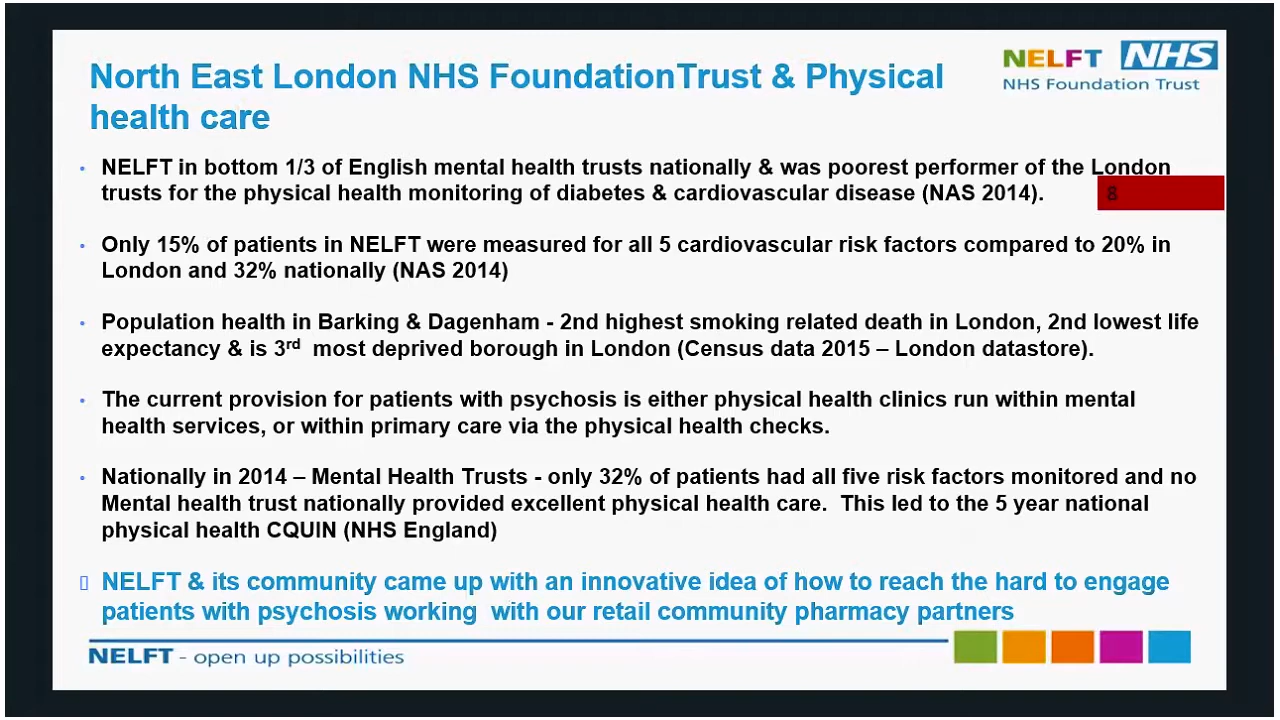 North East London NHS FoundationTrust & Physical
health care
NELFT NHS
NHS Foundation Trust
• NELFT in bottom 1/3 of English mental health trusts nationally & was poorest performer of the London
trusts for the physical health monitoring of diabetes & cardiovascular disease (NAS 2014).
8
• Only 15% of patients in NELFT were measured for all 5 cardiovascular risk factors compared to 20% in
London and 32% nationally (NAS 2014)
• Population health in Barking & Dagenham - 2nd highest smoking related death in London, 2nd lowest life
expectancy & is 3rd most deprived borough in London (Census data 2015 – London datastore).
• The current provision for patients with psychosis is either physical health clinics run within mental
health services, or within primary care via the physical health checks.
• Nationally in 2014 – Mental Health Trusts - only 32% of patients had all five risk factors monitored and no
Mental health trust nationally provided excellent physical health care. This led to the 5 year national
physical health CQUIN (NHS England)
▯ NELFT & its community came up with an innovative idea of how to reach the hard to engage
patients with psychosis working with our retail community pharmacy partners
NELFT - open up possibilities